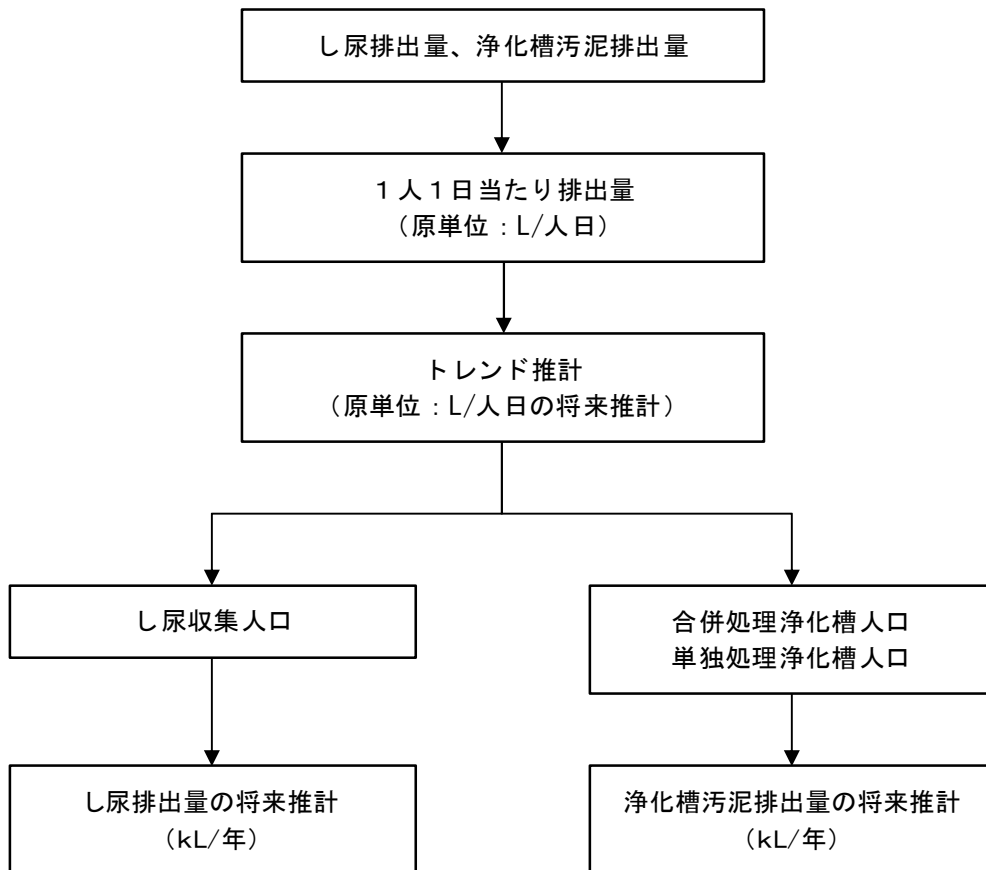 し尿排出量、浄化槽汚泥排出量
１人１日当たり排出量
（原単位：L/人日）
トレンド推計
（原単位：L/人日の将来推計）
し尿収集人口
合併処理浄化槽人口
単独処理浄化槽人口
し尿排出量の将来推計
（kL/年）
浄化槽汚泥排出量の将来推計
（kL/年）